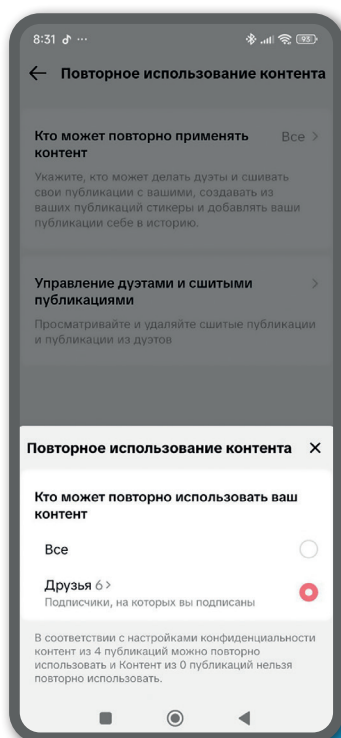 8:31 ···
95
← Повторное использование контента
Кто может повторно применять контент Все >
Укажите, кто может делать дуэты и сшивать
свои публикации с вашими, создавать из
ваших публикаций стикеры и добавлять ваши
публикации себе в историю.
Управление дуэтами и сшитыми >
публикациями
Просматривайте и удаляйте сшитые публикации
и публикации из дуэтов
Повторное использование контента ×
Кто может повторно использовать ваш
контент
Все
Друзья 6 >
Подписчики, на которых вы подписаны
В соответствии с настройками конфиденциальности
контент из 4 публикаций можно повторно
использовать и Контент из 0 публикаций нельзя
повторно использовать.